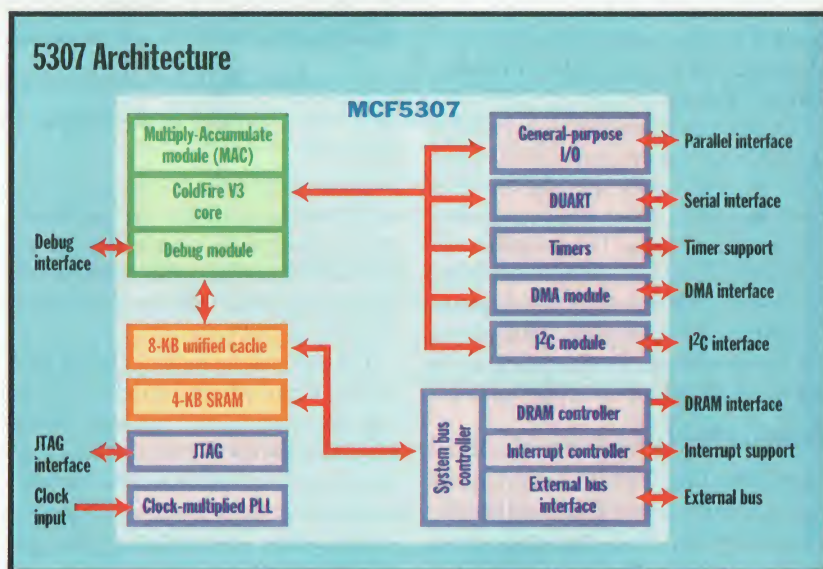 5307 Architecture
MCF5307
Multiply-Accumulate
module (MAC)
ColdFire V3
core
Debug module
Debug
interface
8-KB unified cache
4-KB SRAM
JTAG
interface
JTAG
Clock
input
Clock-multiplied PLL
General-purpose
I/O
Parallel interface
DUART
Serial interface
Timers
Timer support
DMA module
DMA interface
I²C module
I²C interface
System bus
controller
DRAM controller
DRAM interface
Interrupt controller
Interrupt support
External bus
interface
External bus